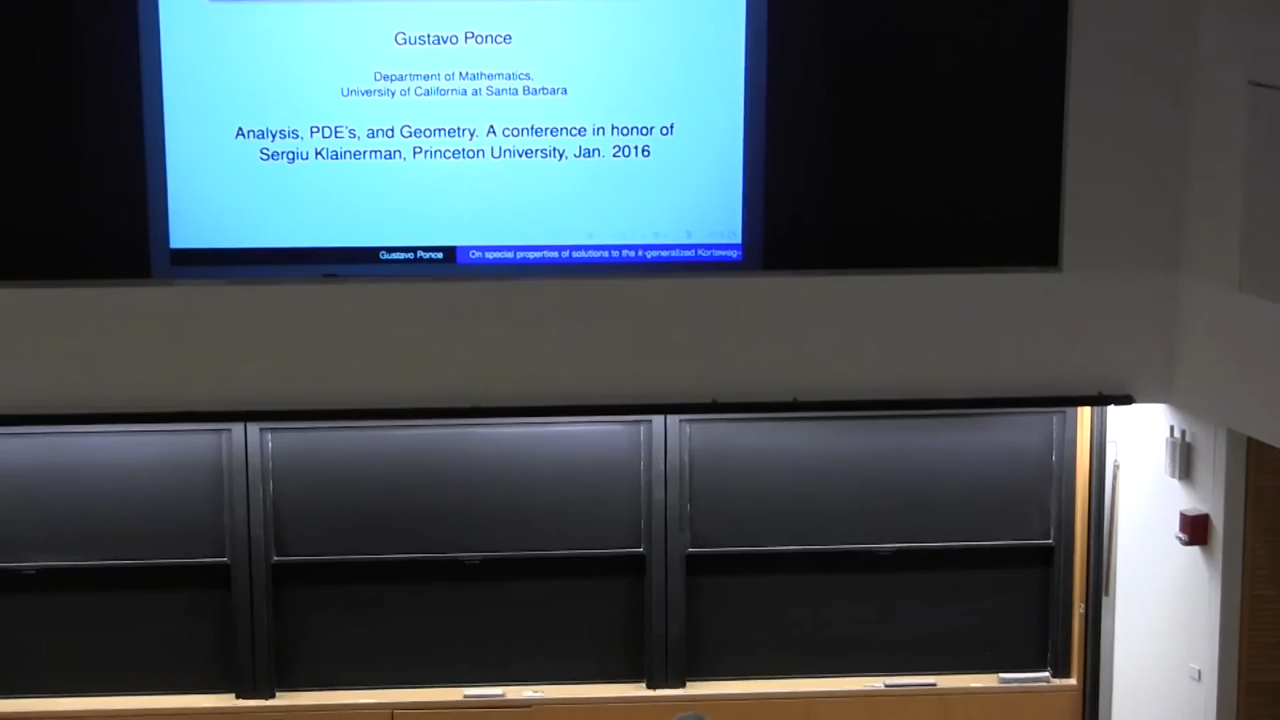 Gustavo Ponce
Department of Mathematics,
University of California at Santa Barbara
Analysis, PDE's, and Geometry. A conference in honor of
Sergiu Klainerman, Princeton University, Jan. 2016
Gustavo Ponce
On special properties of solutions to the k-generalized Korteweg-